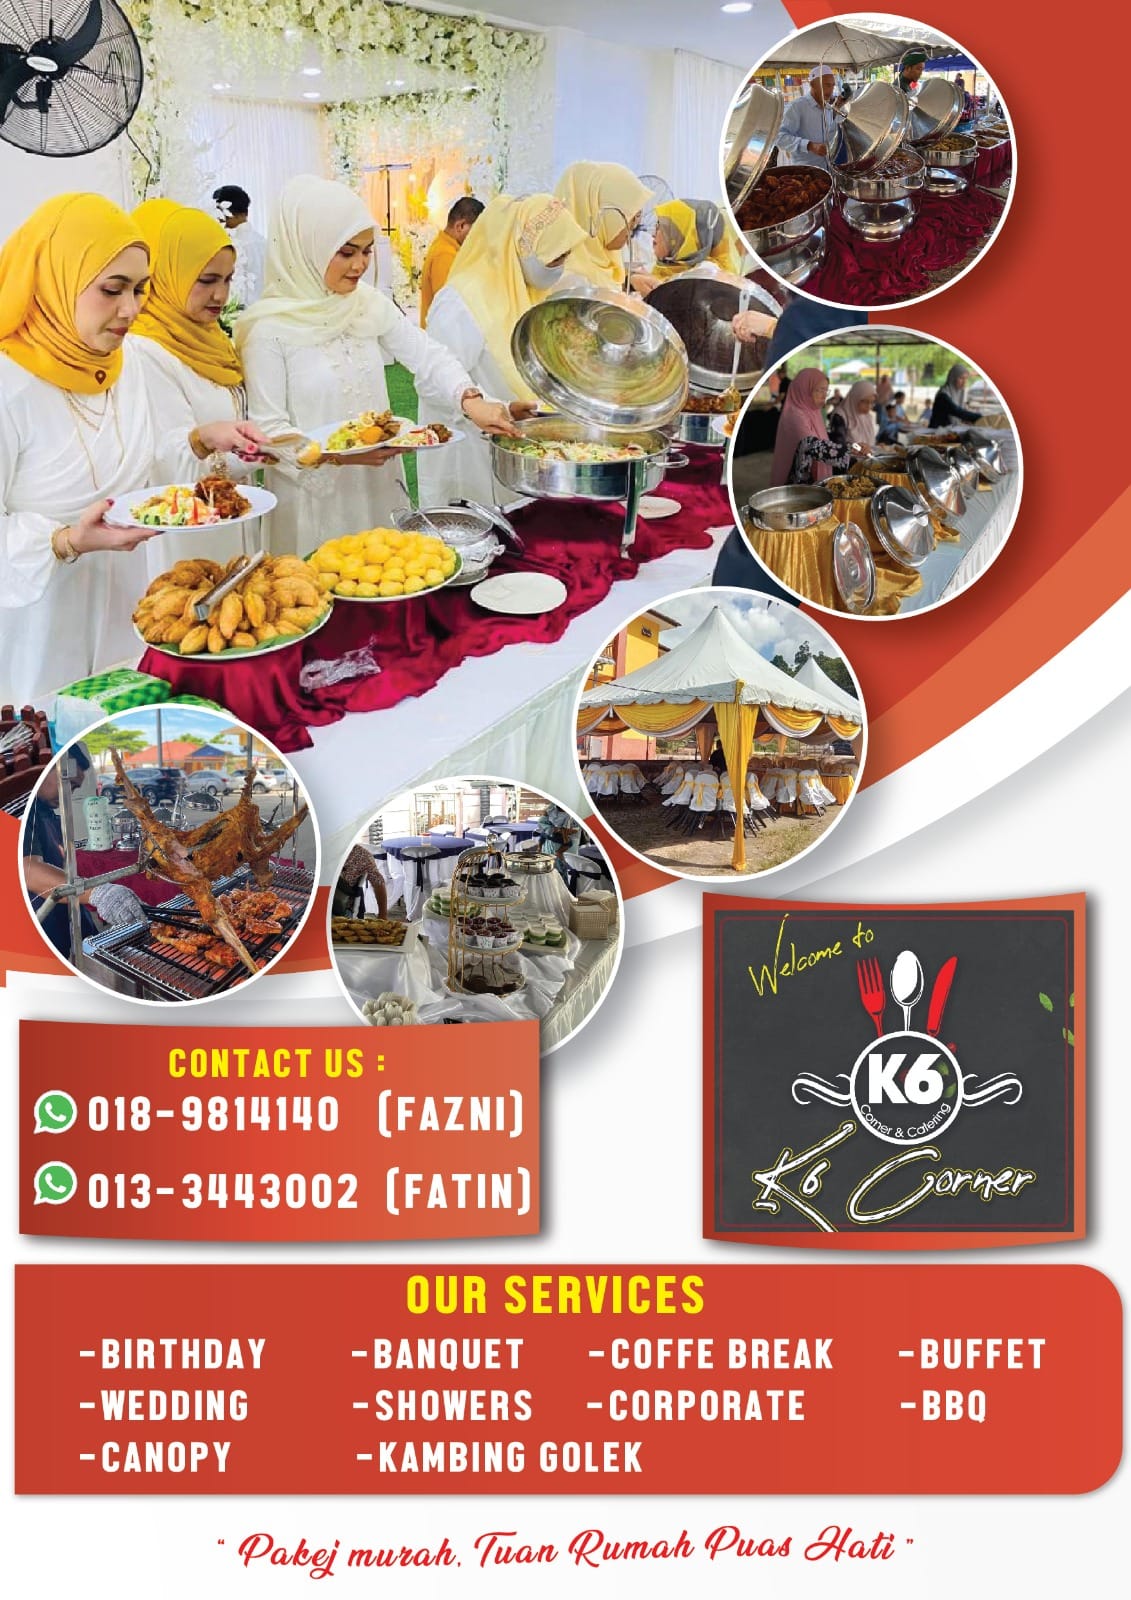 Welcome to
K6
Corner & Catering
K6 Corner
CONTACT US :
018-9814140 (FAZNI)
013-3443002 (FATIN)
OUR SERVICES
-BIRTHDAY -BANQUET -COFFE BREAK -BUFFET
-WEDDING -SHOWERS -CORPORATE -BBQ
-CANOPY -KAMBING GOLEK
" Pakej murah, Tuan Rumah Puas Hati "